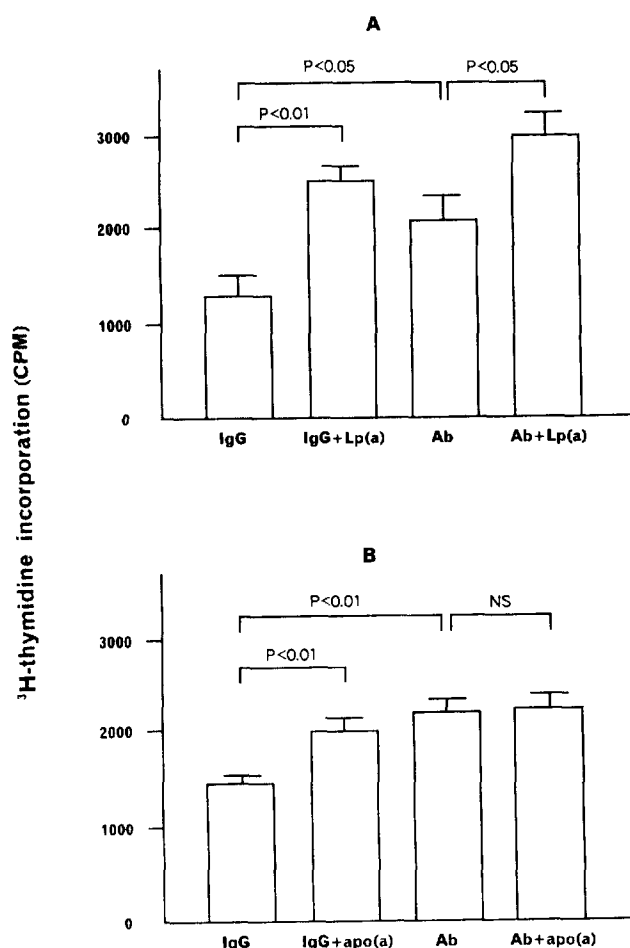 A
P<0.05
P<0.05
P<0.01
3000
2000
1000
0
IgG
IgG+Lp(a)
Ab
Ab+Lp(a)
³H-thymidine incorporation (CPM)
B
P<0.01
NS
P<0.01
3000
2000
1000
0
IgG
IgG+apo(a)
Ab
Ab+apo(a)